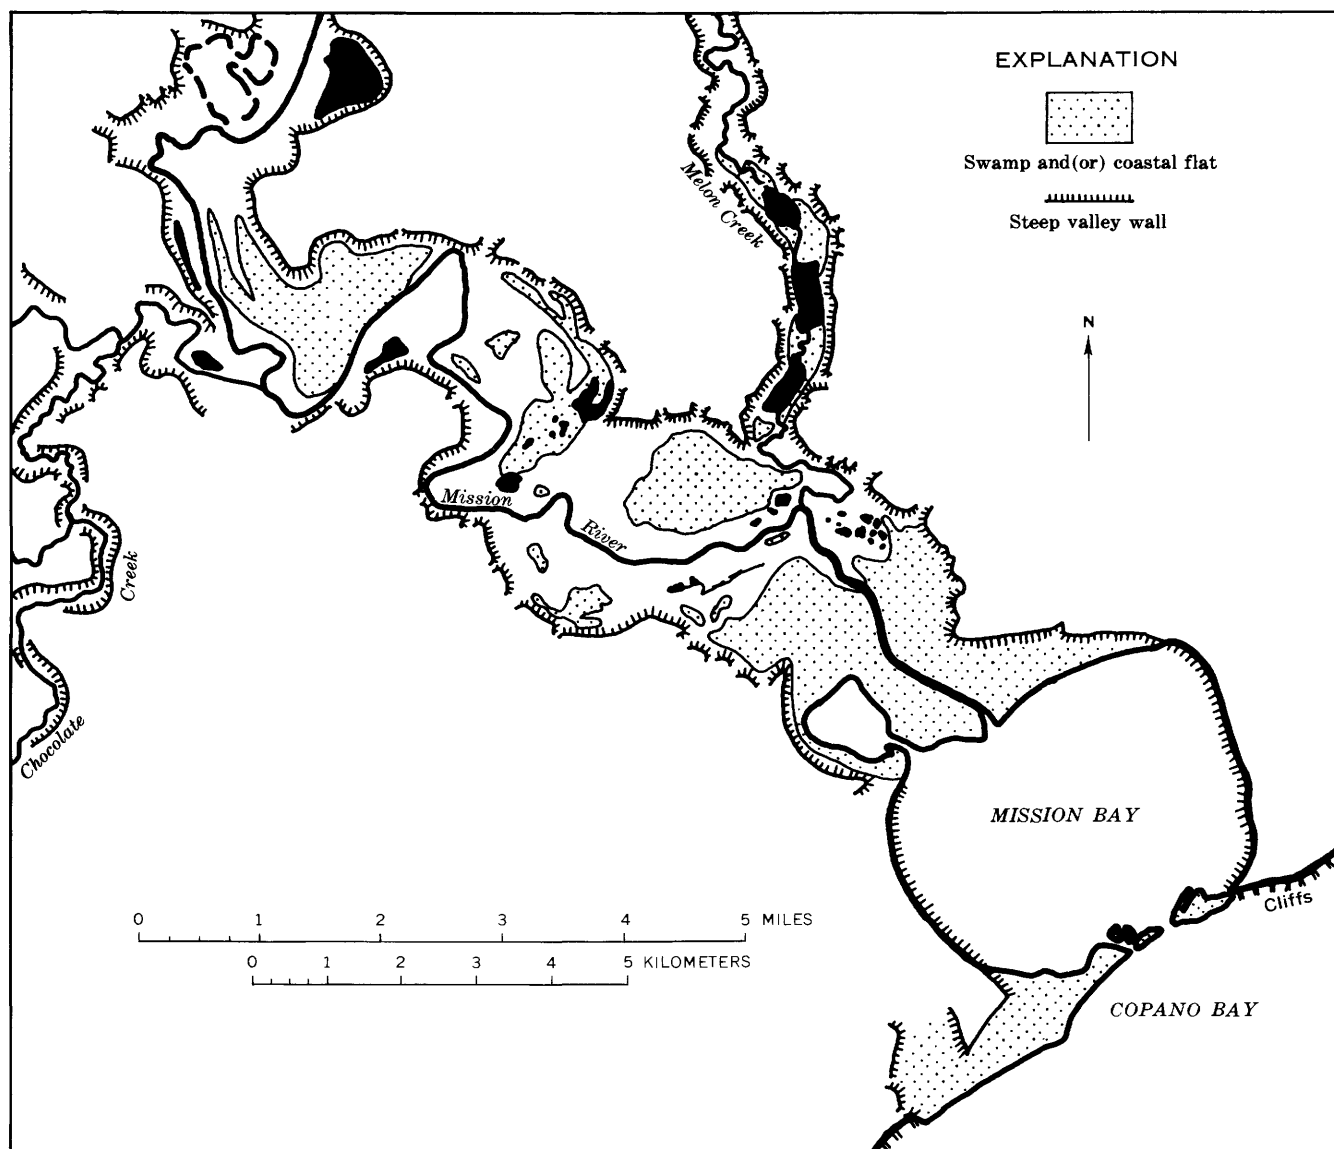 EXPLANATION
Swamp and(or) coastal flat
Steep valley wall
N
Melon Creek
Mission
River
Creek
Chocolate
MISSION BAY
Cliffs
0 1 2 3 4 5 MILES
0 1 2 3 4 5 KILOMETERS
COPANO BAY